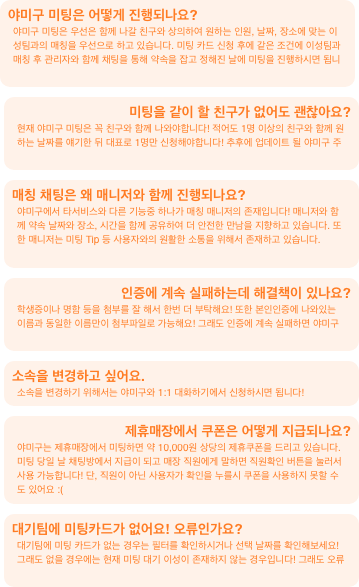 야미구 미팅은 어떻게 진행되나요?
야미구 미팅은 우선은 함께 나갈 친구와 상의하여 원하는 인원, 날짜, 장소에 맞는 이
성팀과의 매칭을 우선으로 하고 있습니다. 미팅 카드 신청 후에 같은 조건에 이성팀과
매칭 후 관리자와 함께 채팅을 통해 약속을 잡고 정해진 날에 미팅을 진행하시면 됩니
미팅을 같이 할 친구가 없어도 괜찮아요?
현재 야미구 미팅은 꼭 친구와 함께 나와야합니다! 적어도 1명 이상의 친구와 함께 원
하는 날짜를 얘기한 뒤 대표로 1명만 신청해야합니다! 추후에 업데이트 될 야미구 주
매칭 채팅은 왜 매니저와 함께 진행되나요?
야미구에서 타서비스와 다른 기능중 하나가 매칭 매니저의 존재입니다! 매니저와 함
께 약속 날짜와 장소, 시간을 함께 공유하여 더 안전한 만남을 지향하고 있습니다. 또
한 매니저는 미팅 Tip 등 사용자와의 원활한 소통을 위해서 존재하고 있습니다.
인증에 계속 실패하는데 해결책이 있나요?
학생증이나 명함 등을 첨부를 잘 해서 한번 더 부탁해요! 또한 본인인증에 나와있는
이름과 동일한 이름만이 첨부파일로 가능해요! 그래도 인증에 계속 실패하면 야미구
소속을 변경하고 싶어요.
소속을 변경하기 위해서는 야미구와 1:1 대화하기에서 신청하시면 됩니다!
제휴매장에서 쿠폰은 어떻게 지급되나요?
야미구는 제휴매장에서 미팅하면 약 10,000원 상당의 제휴쿠폰을 드리고 있습니다.
미팅 당일 날 채팅방에서 지급이 되고 매장 직원에게 말하면 직원확인 버튼을 눌러서
사용 가능합니다! 단, 직원이 아닌 사용자가 확인을 누를시 쿠폰을 사용하지 못할 수
도 있어요 :(
대기팀에 미팅카드가 없어요! 오류인가요?
대기팀에 미팅 카드가 없는 경우는 필터를 확인하시거나 선택 날짜를 확인해보세요!
그래도 없을 경우에는 현재 미팅 대기 이성이 존재하지 않는 경우입니다! 그래도 오류